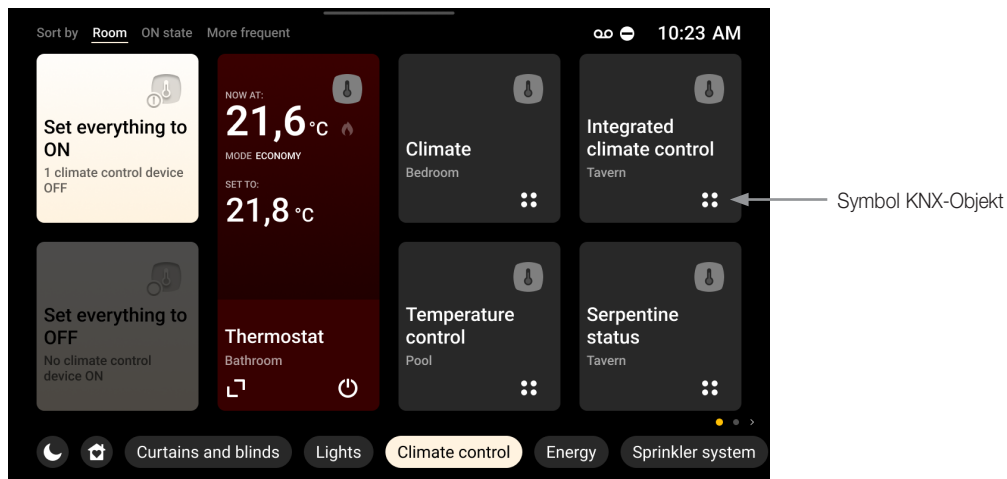 Sort by Room ON state More frequent
10:23 AM
Set everything to
ON
1 climate control device
OFF
NOW AT:
21,6 °C
MODE ECONOMY
SET TO:
21,8 °C
Thermostat
Bathroom
Climate
Bedroom
Integrated
climate control
Tavern
Symbol KNX-Objekt
Set everything to
OFF
No climate control
device ON
Temperature
control
Pool
Serpentine
status
Tavern
Curtains and blinds Lights Climate control Energy Sprinkler system